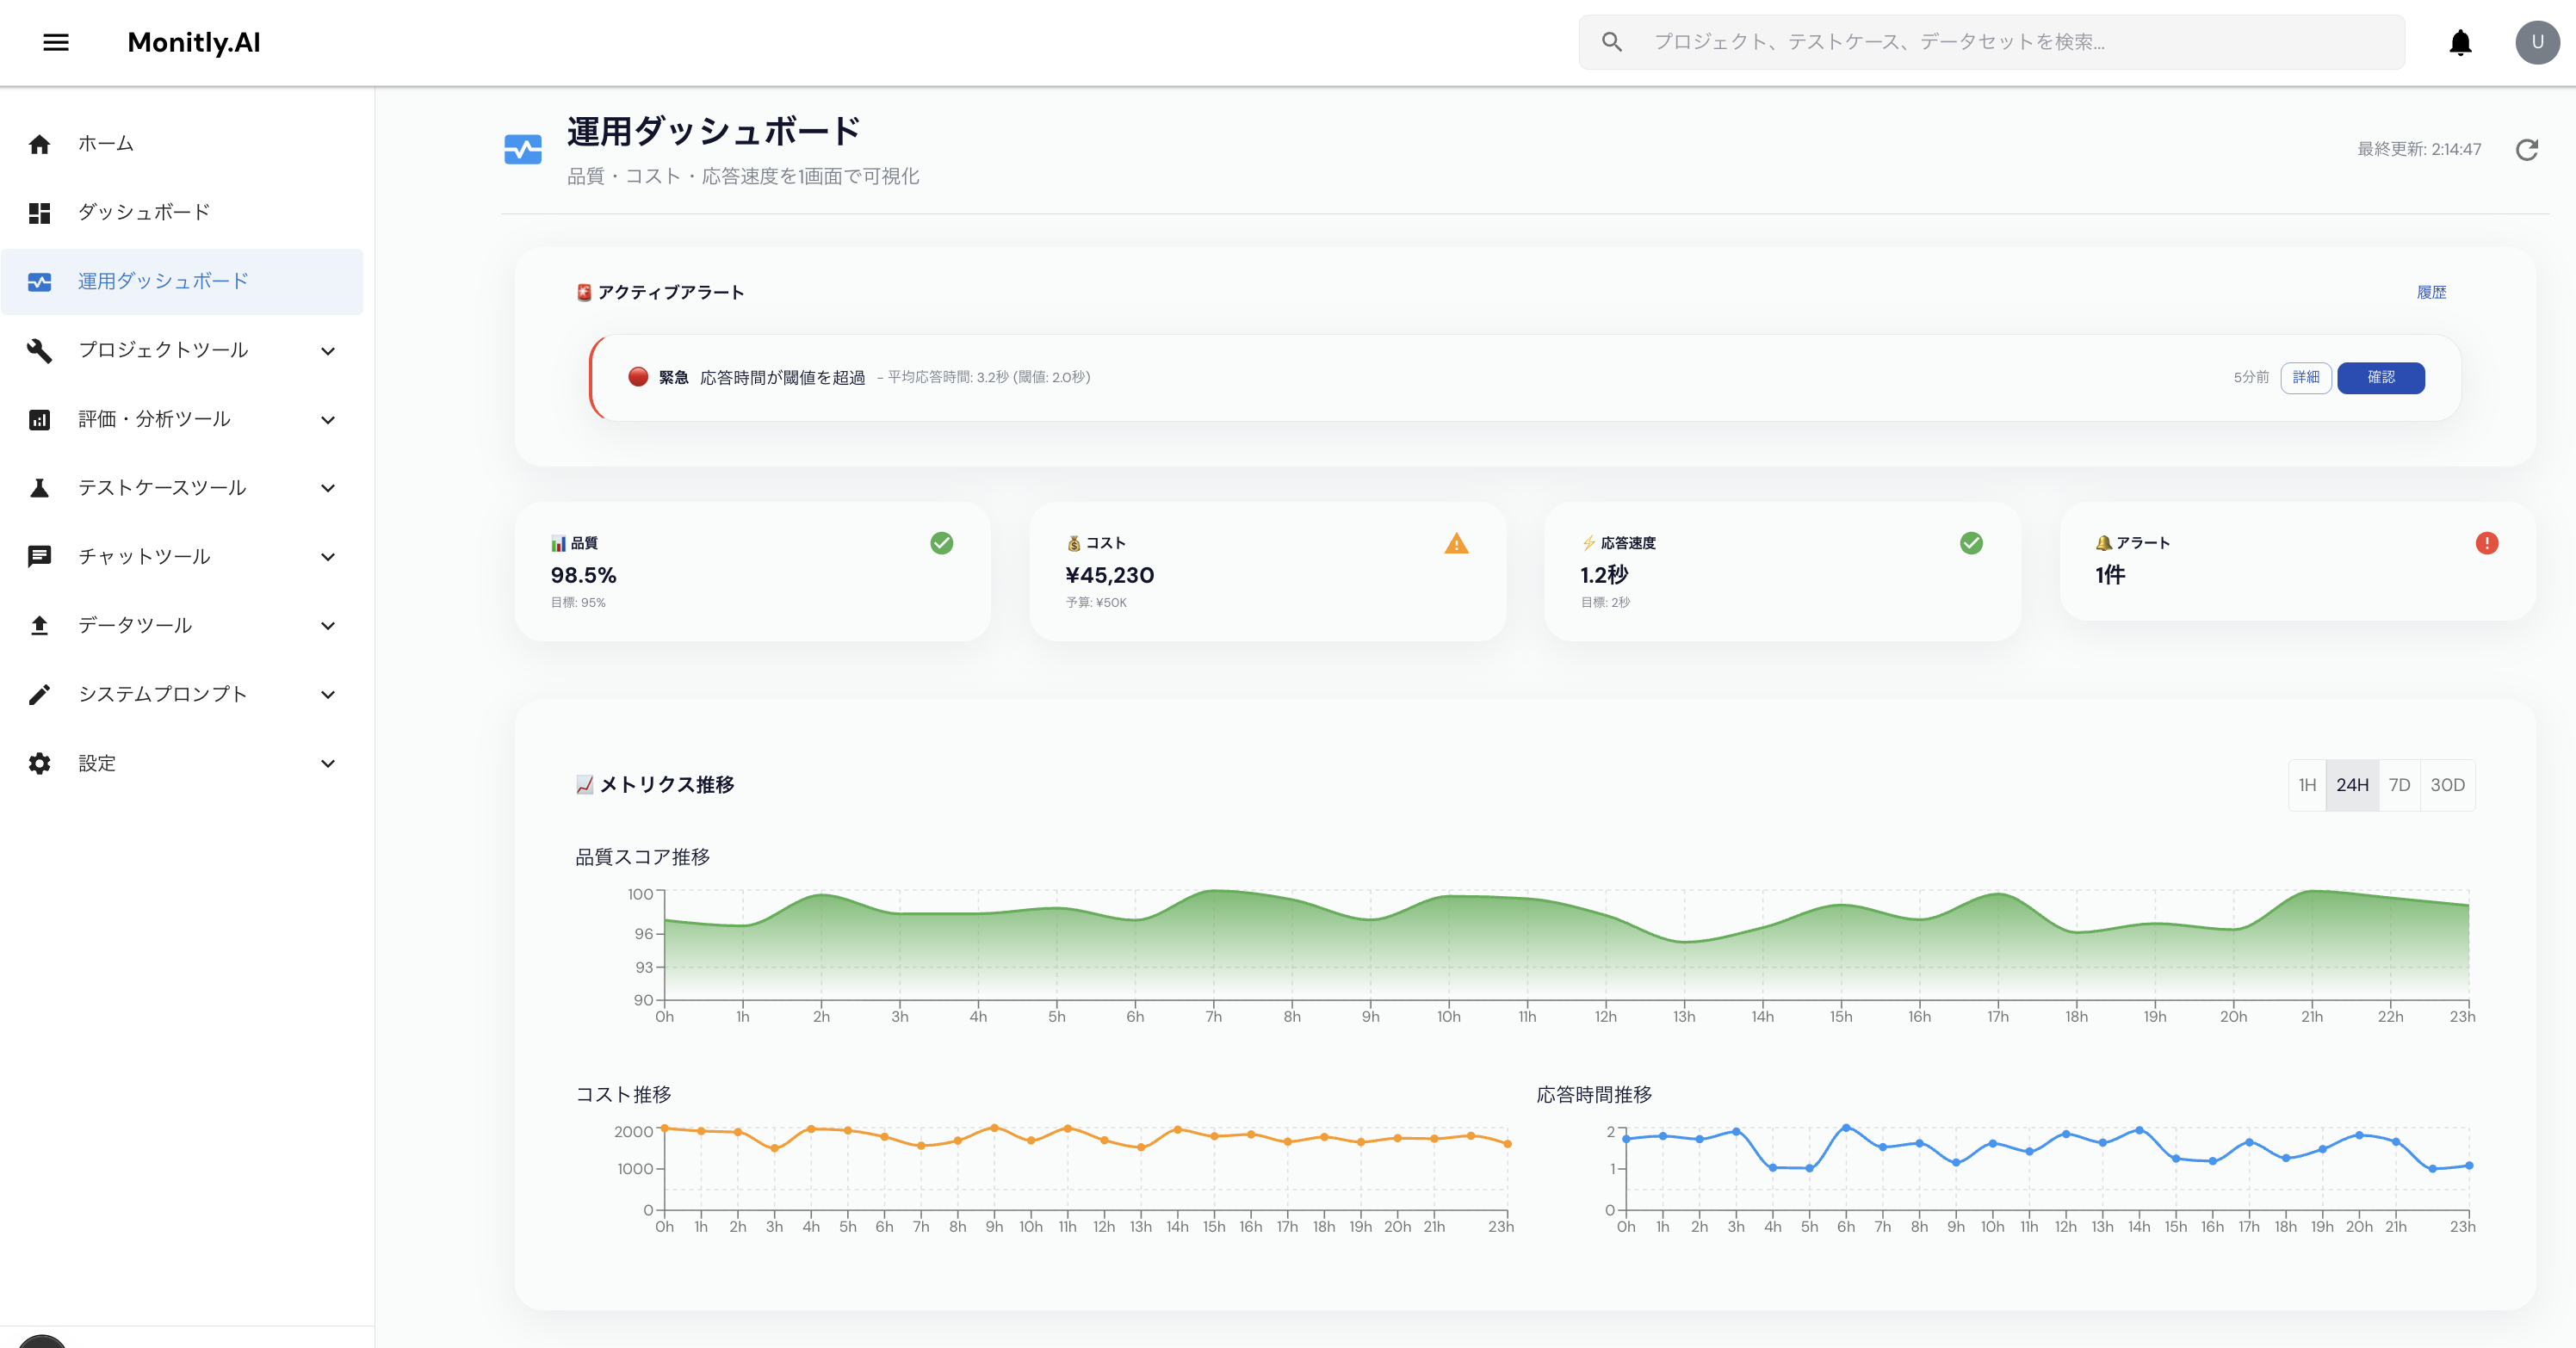 Monitly.AI
プロジェクト、テストケース、データセットを検索...
U
ホーム
ダッシュボード
運用ダッシュボード
プロジェクトツール
評価・分析ツール
テストケースツール
チャットツール
データツール
システムプロンプト
設定
運用ダッシュボード
品質・コスト・応答速度を1画面で可視化
最終更新: 2:14:47
アクティブアラート
履歴
緊急 応答時間が閾値を超過 - 平均応答時間: 3.2秒 (閾値: 2.0秒)
5分前 詳細 確認
品質
98.5%
目標: 95%
コスト
¥45,230
予算: ¥50K
応答速度
1.2秒
目標: 2秒
アラート
1件
メトリクス推移
1H 24H 7D 30D
品質スコア推移
100
96
93
90
0h 1h 2h 3h 4h 5h 6h 7h 8h 9h 10h 11h 12h 13h 14h 15h 16h 17h 18h 19h 20h 21h 22h 23h
コスト推移
2000
1000
0
0h 1h 2h 3h 4h 5h 6h 7h 8h 9h 10h 11h 12h 13h 14h 15h 16h 17h 18h 19h 20h 21h 23h
応答時間推移
2
1
0
0h 1h 2h 3h 4h 5h 6h 7h 8h 9h 10h 11h 12h 13h 14h 15h 16h 17h 18h 19h 20h 21h 23h